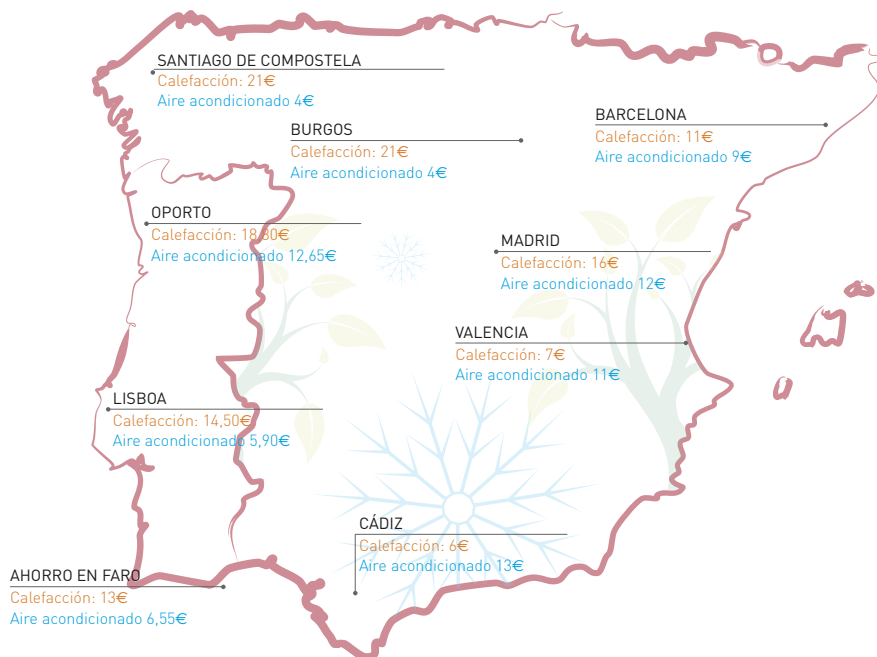 SANTIAGO DE COMPOSTELA
Calefacción: 21€
Aire acondicionado 4€
BURGOS
Calefacción: 21€
Aire acondicionado 4€
BARCELONA
Calefacción: 11€
Aire acondicionado 9€
OPORTO
Calefacción: 18,80€
Aire acondicionado 12,65€
MADRID
Calefacción: 16€
Aire acondicionado 12€
VALENCIA
Calefacción: 7€
Aire acondicionado 11€
LISBOA
Calefacción: 14,50€
Aire acondicionado 5,90€
CÁDIZ
Calefacción: 6€
Aire acondicionado 13€
AHORRO EN FARO
Calefacción: 13€
Aire acondicionado 6,55€